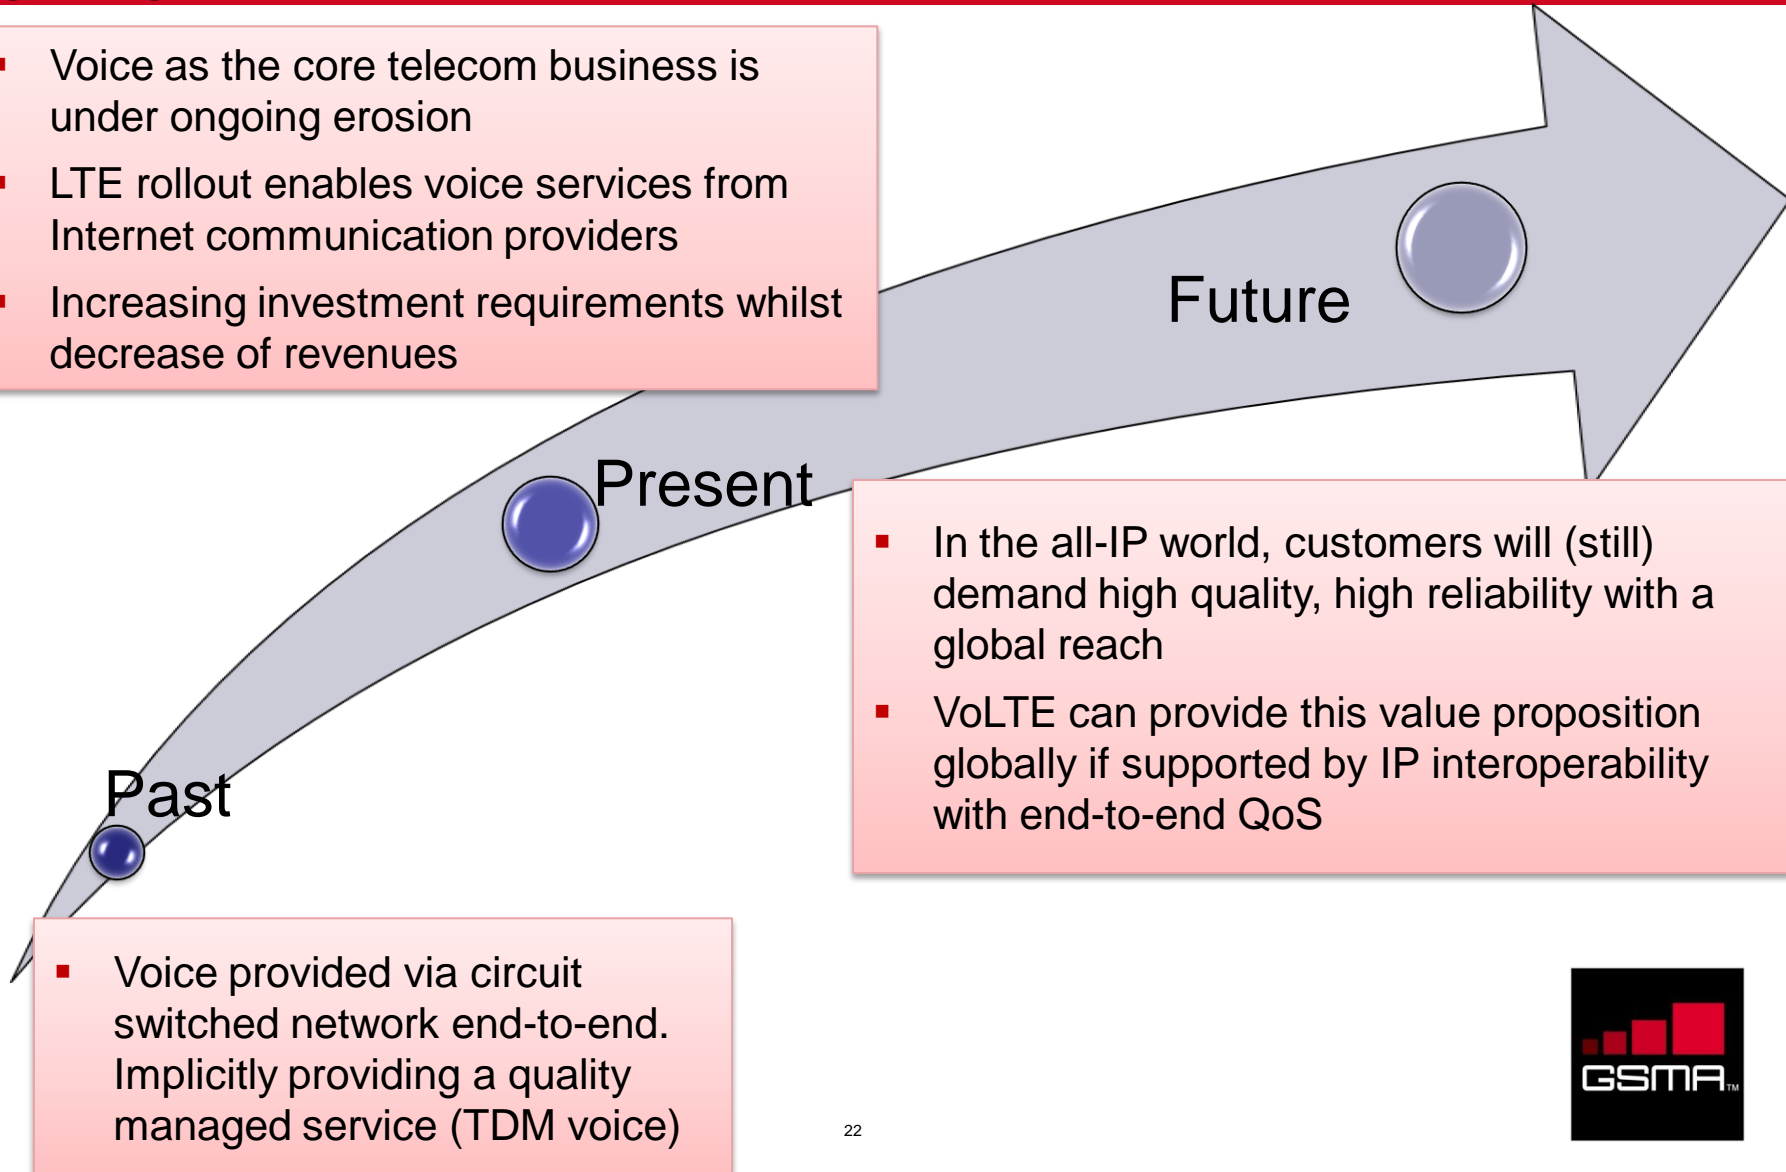 ▪ Voice as the core telecom business is
under ongoing erosion
▪ LTE rollout enables voice services from
Internet communication providers
▪ Increasing investment requirements whilst
decrease of revenues
Future
Present
▪ In the all-IP world, customers will (still)
demand high quality, high reliability with a
global reach
▪ VoLTE can provide this value proposition
globally if supported by IP interoperability
with end-to-end QoS
Past
▪ Voice provided via circuit
switched network end-to-end.
Implicitly providing a quality
managed service (TDM voice)
22
GSMA™